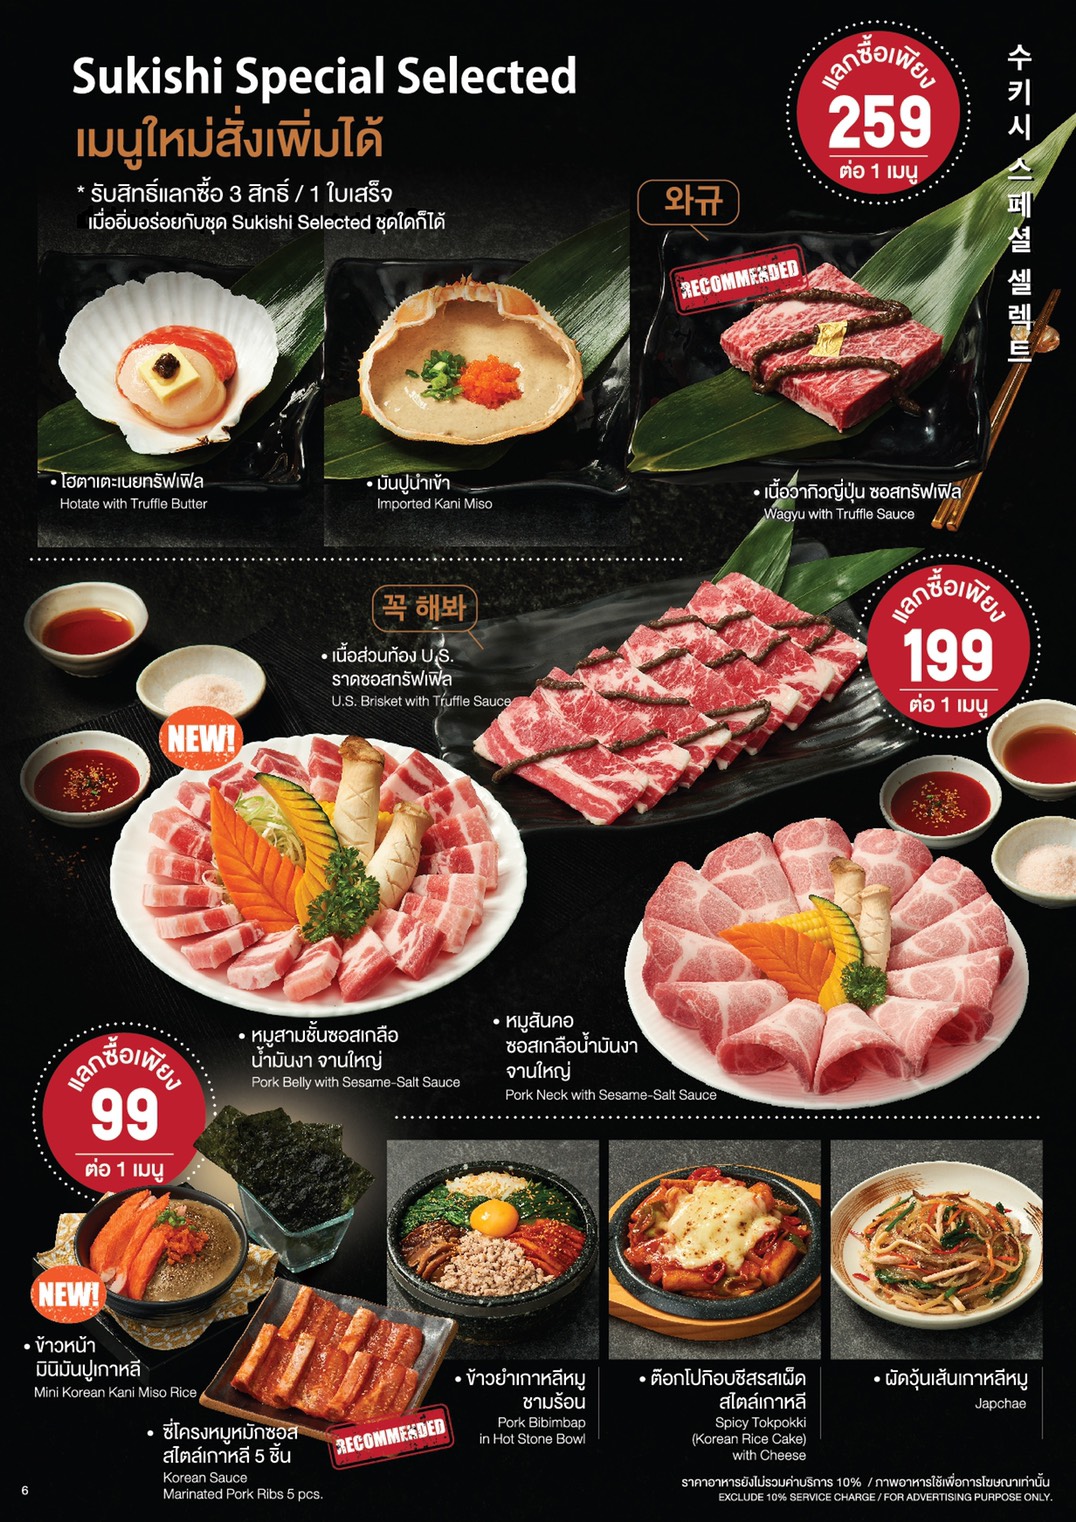 Sukishi Special Selected
เมนูใหม่สั่งเพิ่มได้
* รับสิทธิ์แลกซื้อ 3 สิทธิ์ / 1 ใบเสร็จ
เมื่ออิ่มอร่อยกับชุด Sukishi Selected ชุดใดก็ได้
แลกซื้อเพียง
259
ต่อ 1 เมนู
수키시 스페셜 셀렉트
와규
RECOMMENDED
• โฮตาเตะเนยทรัฟเฟิล
Hotate with Truffle Butter
• มันปูนำเข้า
Imported Kani Miso
• เนื้อวากิวญี่ปุ่น ซอสทรัฟเฟิล
Wagyu with Truffle Sauce
꼭 해봐
• เนื้อส่วนท้อง U.S.
ราดซอสทรัฟเฟิล
U.S. Brisket with Truffle Sauce
แลกซื้อเพียง
199
ต่อ 1 เมนู
NEW!
• หมูสามชั้นซอสเกลือ
น้ำมันงา จานใหญ่
Pork Belly with Sesame-Salt Sauce
• หมูสันคอ
ซอสเกลือน้ำมันงา
จานใหญ่
Pork Neck with Sesame-Salt Sauce
แลกซื้อเพียง
99
ต่อ 1 เมนู
NEW!
• ข้าวหน้า
มินิมันปูเกาหลี
Mini Korean Kani Miso Rice
• ซี่โครงหมูหมักซอส
สไตล์เกาหลี 5 ชิ้น
Korean Sauce
Marinated Pork Ribs 5 pcs.
RECOMMENDED
• ข้าวยำเกาหลีหมู
ชามร้อน
Pork Bibimbap
in Hot Stone Bowl
• ต๊อกโปกิอบชีสรสเผ็ด
สไตล์เกาหลี
Spicy Tokpokki
(Korean Rice Cake)
with Cheese
• ผัดวุ้นเส้นเกาหลีหมู
Japchae
6
ราคาอาหารยังไม่รวมค่าบริการ 10% / ภาพอาหารใช้เพื่อการโฆษณาเท่านั้น
EXCLUDE 10% SERVICE CHARGE / FOR ADVERTISING PURPOSE ONLY.